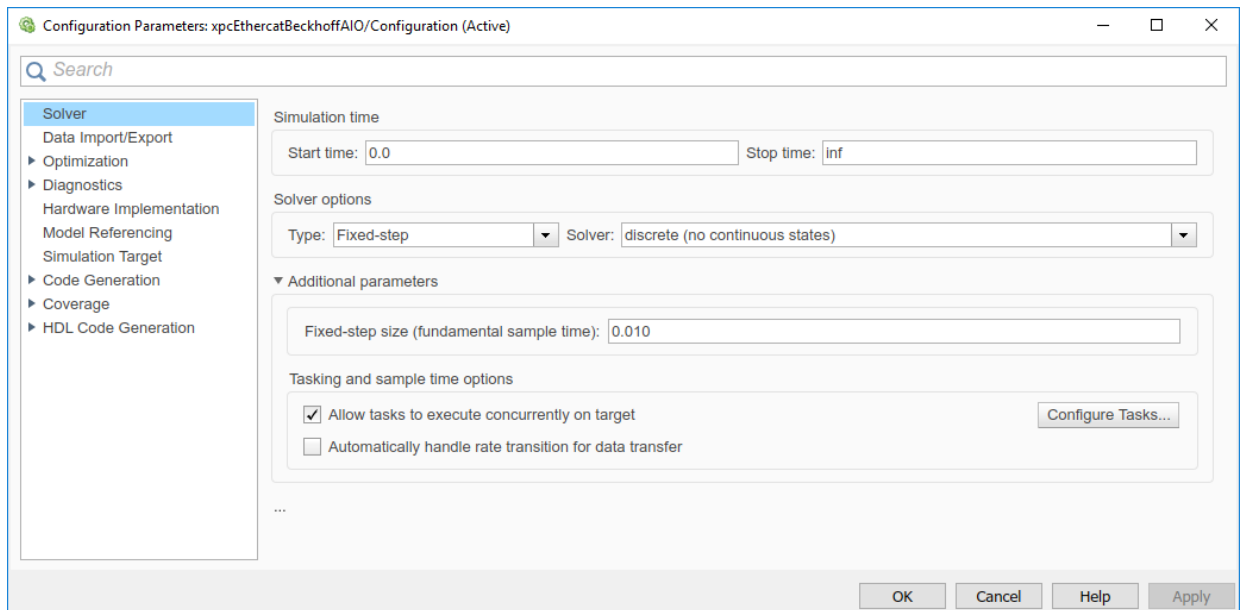 Configuration Parameters: xpcEthercatBeckhoffAIO/Configuration (Active)
Search
Solver
Data Import/Export
Optimization
Diagnostics
Hardware Implementation
Model Referencing
Simulation Target
Code Generation
Coverage
HDL Code Generation
Simulation time
Start time: 0.0 Stop time: inf
Solver options
Type: Fixed-step Solver: discrete (no continuous states)
Additional parameters
Fixed-step size (fundamental sample time): 0.010
Tasking and sample time options
Allow tasks to execute concurrently on target Configure Tasks...
Automatically handle rate transition for data transfer
...
OK Cancel Help Apply